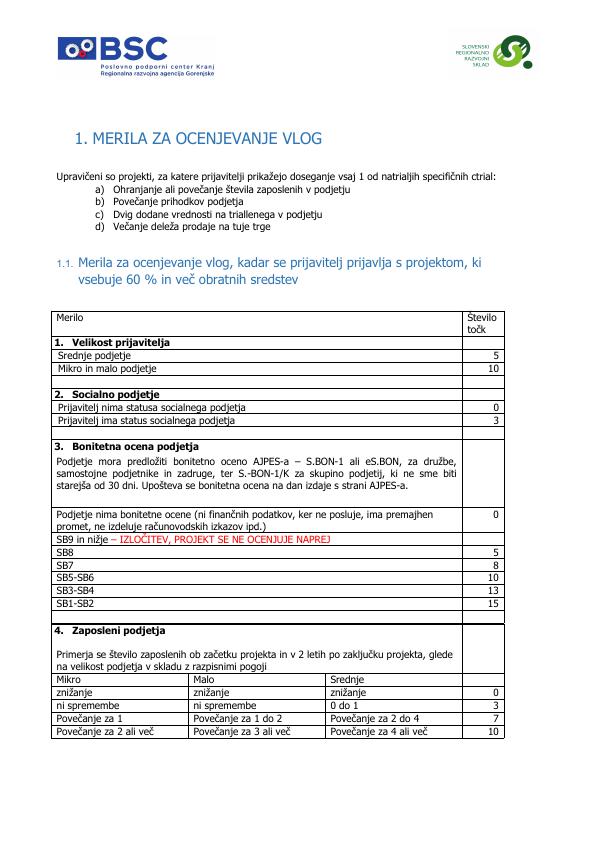 BSC
Poslovno podporni center Kranj
Regionalna razvojna agencija Gorenjske
SLOVENSKI
REGIONALNO
RAZVOJNI
SKLAD
1. MERILA ZA OCENJEVANJE VLOG
Upravičeni so projekti, za katere prijavitelji prikažejo doseganje vsaj 1 od natrialjih specifičnih ctrial:
a) Ohranjanje ali povečanje števila zaposlenih v podjetju
b) Povečanje prihodkov podjetja
c) Dvig dodane vrednosti na triallenega v podjetju
d) Večanje deleža prodaje na tuje trge
1.1. Merila za ocenjevanje vlog, kadar se prijavitelj prijavlja s projektom, ki
vsebuje 60 % in več obratnih sredstev
Merilo Število
točk
1. Velikost prijavitelja
Srednje podjetje 5
Mikro in malo podjetje 10
2. Socialno podjetje
Prijavitelj nima statusa socialnega podjetja 0
Prijavitelj ima status socialnega podjetja 3
3. Bonitetna ocena podjetja
Podjetje mora predložiti bonitetno oceno AJPES-a – S.BON-1 ali eS.BON, za družbe,
samostojne podjetnike in zadruge, ter S.-BON-1/K za skupino podjetij, ki ne sme biti
starejša od 30 dni. Upošteva se bonitetna ocena na dan izdaje s strani AJPES-a.
Podjetje nima bonitetne ocene (ni finančnih podatkov, ker ne posluje, ima premajhen 0
promet, ne izdeluje računovodskih izkazov ipd.)
SB9 in nižje – IZLOČITEV, PROJEKT SE NE OCENJUJE NAPREJ
SB8 5
SB7 8
SB5-SB6 10
SB3-SB4 13
SB1-SB2 15
4. Zaposleni podjetja
Primerja se število zaposlenih ob začetku projekta in v 2 letih po zaključku projekta, glede
na velikost podjetja v skladu z razpisnimi pogoji
Mikro Malo Srednje
znižanje znižanje znižanje 0
ni spremembe ni spremembe 0 do 1 3
Povečanje za 1 Povečanje za 1 do 2 Povečanje za 2 do 4 7
Povečanje za 2 ali več Povečanje za 3 ali več Povečanje za 4 ali več 10